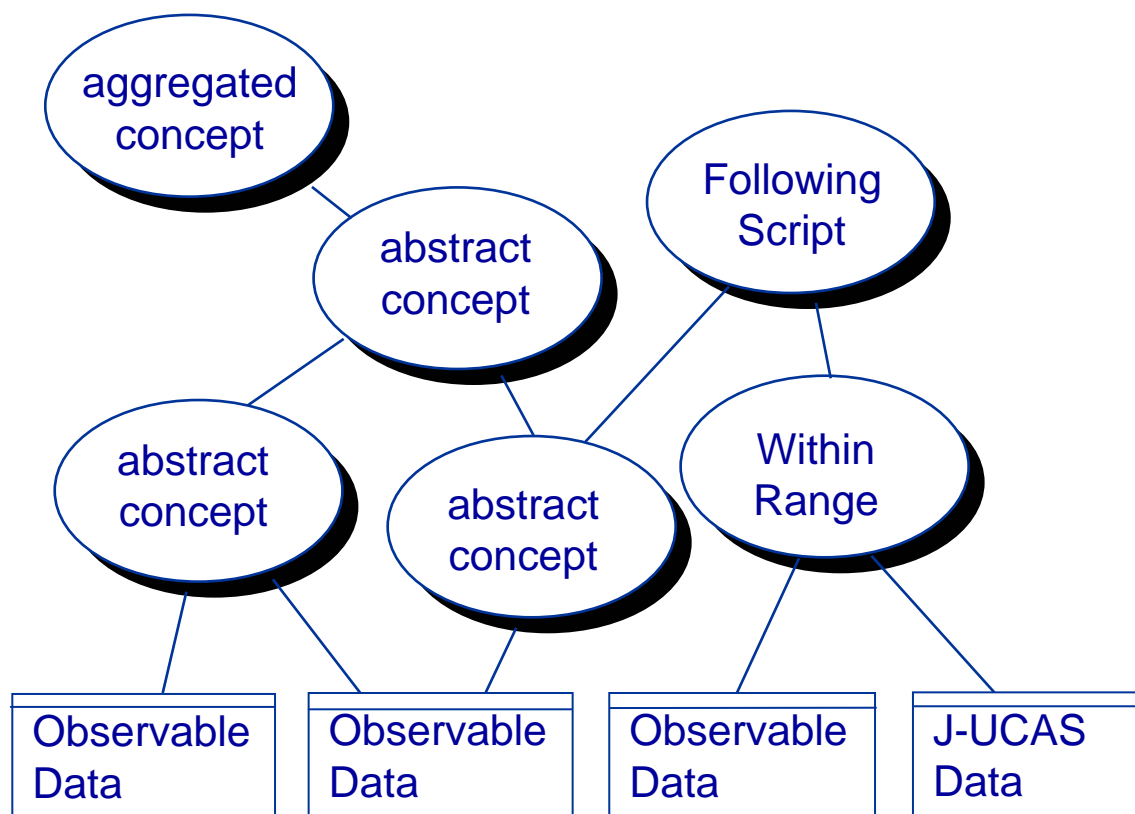 aggregated
concept
Following
Script
abstract
concept
abstract
concept
abstract
concept
Within
Range
Observable
Data
Observable
Data
Observable
Data
J-UCAS
Data